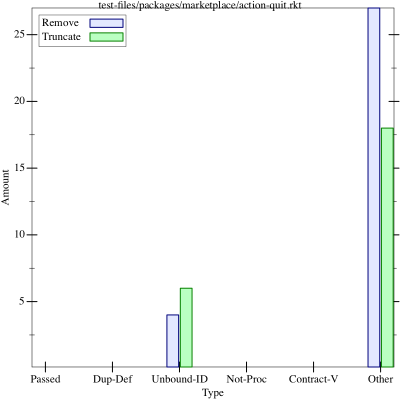 test-files/packages/marketplace/action-quit.rkt
Remove
Truncate
25
20
15
10
5
Amount
Passed Dup-Def Unbound-ID Not-Proc Contract-V Other
Type